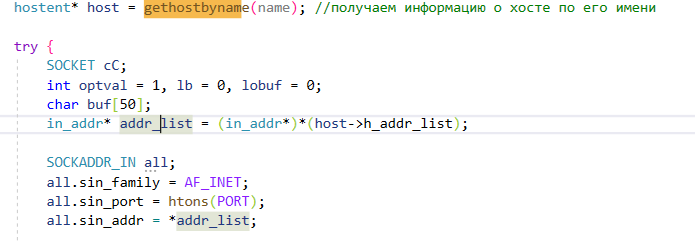 hostent* host = gethostbyname(name); //получаем информацию о хосте по его имени
try {
SOCKET cC;
int optval = 1, lb = 0, lobuf = 0;
char buf[50];
in_addr* addr_list = (in_addr*)*(host->h_addr_list);
SOCKADDR_IN all;
all.sin_family = AF_INET;
all.sin_port = htons(PORT);
all.sin_addr = *addr_list;